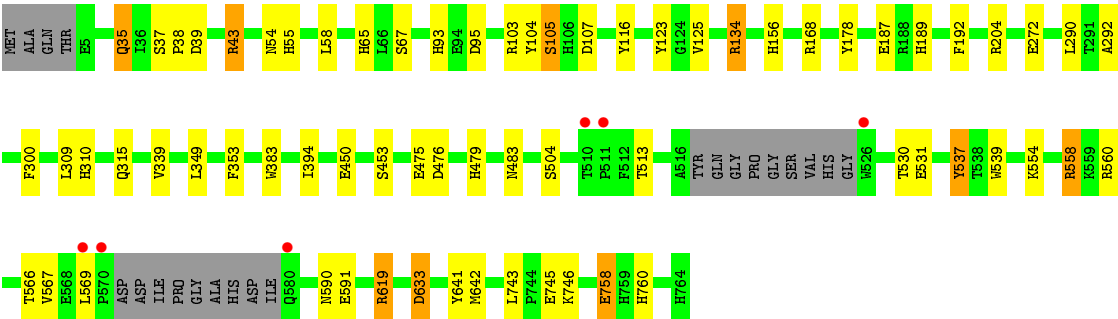 MET ALA GLN THR E5 Q35 I36 S37 P38 D39 R43 N54 H55 L58 H65 L66 S67 H93 E94 D95 R103 Y104 S105 H106 D107 Y116 Y123 G124 V125 R134 H156 R168 Y178 E187 R188 H189 F192 R204 E272 L290 T291 A292
F300 L309 H310 Q315 V339 L349 F353 W383 I394 E450 S453 E475 D476 H479 N483 S504 T510 P511 F512 T513 A516 TYR GLN GLY PRO GLY SER VAL HIS GLY W526 T530 E531 Y537 T538 W539 K554 R558 K559 R560
T566 V567 E568 L569 P570 ASP ASP ILE PRO GLY ALA HIS ASP ILE Q580 N590 E591 R619 D633 Y641 M642 L743 P744 E745 K746 E758 H759 H760 H764